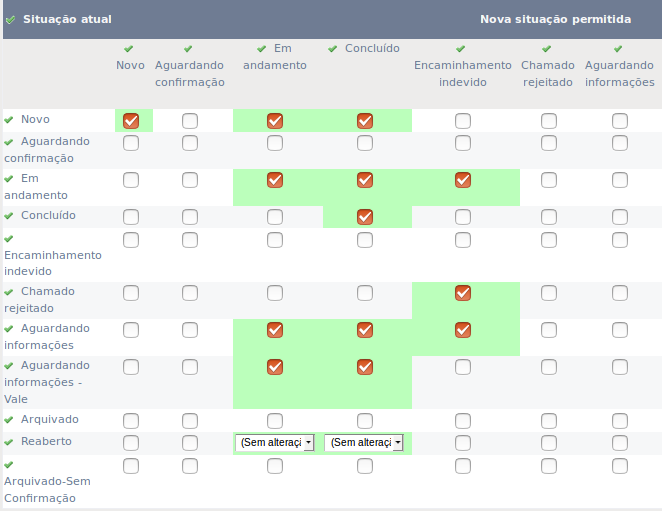 Situação atual Nova situação permitida
Novo
Aguardando
confirmação
Em
andamento
Concluído
Encaminhamento
indevido
Chamado
rejeitado
Aguardando
informações
Novo
Aguardando
confirmação
Em
andamento
Concluído
Encaminhamento
indevido
Chamado
rejeitado
Aguardando
informações
Aguardando
informações -
Vale
Arquivado
Reaberto (Sem alteraçã (Sem alteraçã
Arquivado-Sem
Confirmação